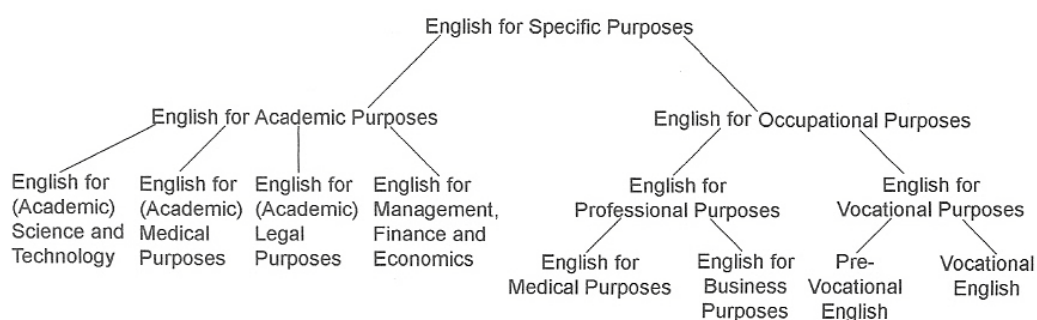 English for Specific Purposes
English for Academic Purposes
English for Occupational Purposes
English for
(Academic)
Science and
Technology
English for
(Academic)
Medical
Purposes
English for
(Academic)
Legal
Purposes
English for
Management,
Finance and
Economics
English for
Professional Purposes
English for
Vocational Purposes
English for
Medical Purposes
English for
Business
Purposes
Pre-
Vocational
English
Vocational
English